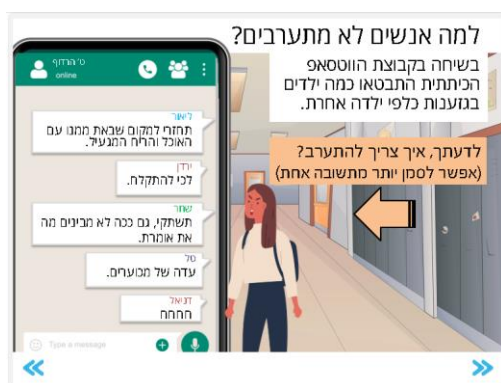 למה אנשים לא מתערבים?
בשיחה בקבוצת הווטסאפ
הכיתתית התבטאו כמה ילדים
בגזענות כלפי ילדה אחרת.
לדעתך, איך צריך להתערב?
(אפשר לסמן יותר מתשובה אחת)
ט' הרדוף
online
ליאור
תחזרי למקום שבאת ממנו עם
האוכל והריח המגעיל.
ירדן
לכי להתקלח.
שחר
תשתקי, גם ככה לא מבינים מה
את אומרת.
טל
עדה של מכוערים.
דניאל
חחחח
Type a message